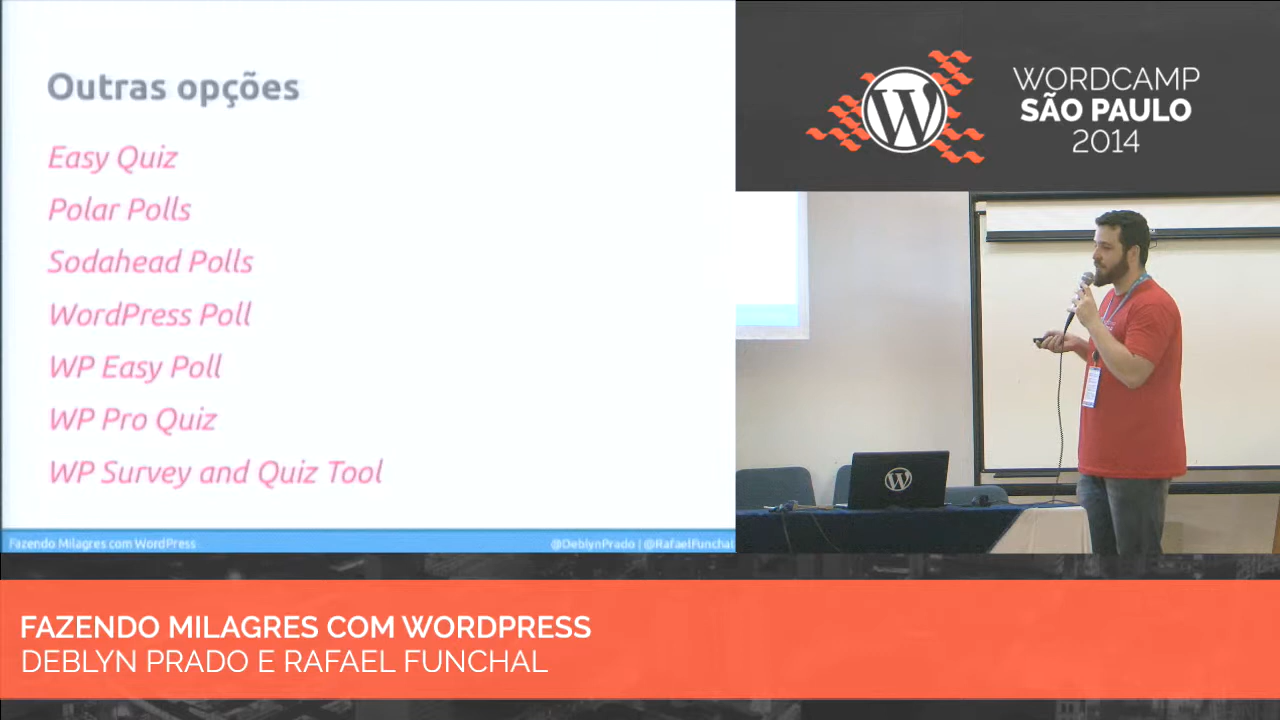 Outras opções
Easy Quiz
Polar Polls
Sodahead Polls
WordPress Poll
WP Easy Poll
WP Pro Quiz
WP Survey and Quiz Tool
Fazendo Milagres com WordPress
@DeblynPrado | @RafaelFunchal
WORDCAMP
SÃO PAULO
2014
FAZENDO MILAGRES COM WORDPRESS
DEBLYN PRADO E RAFAEL FUNCHAL